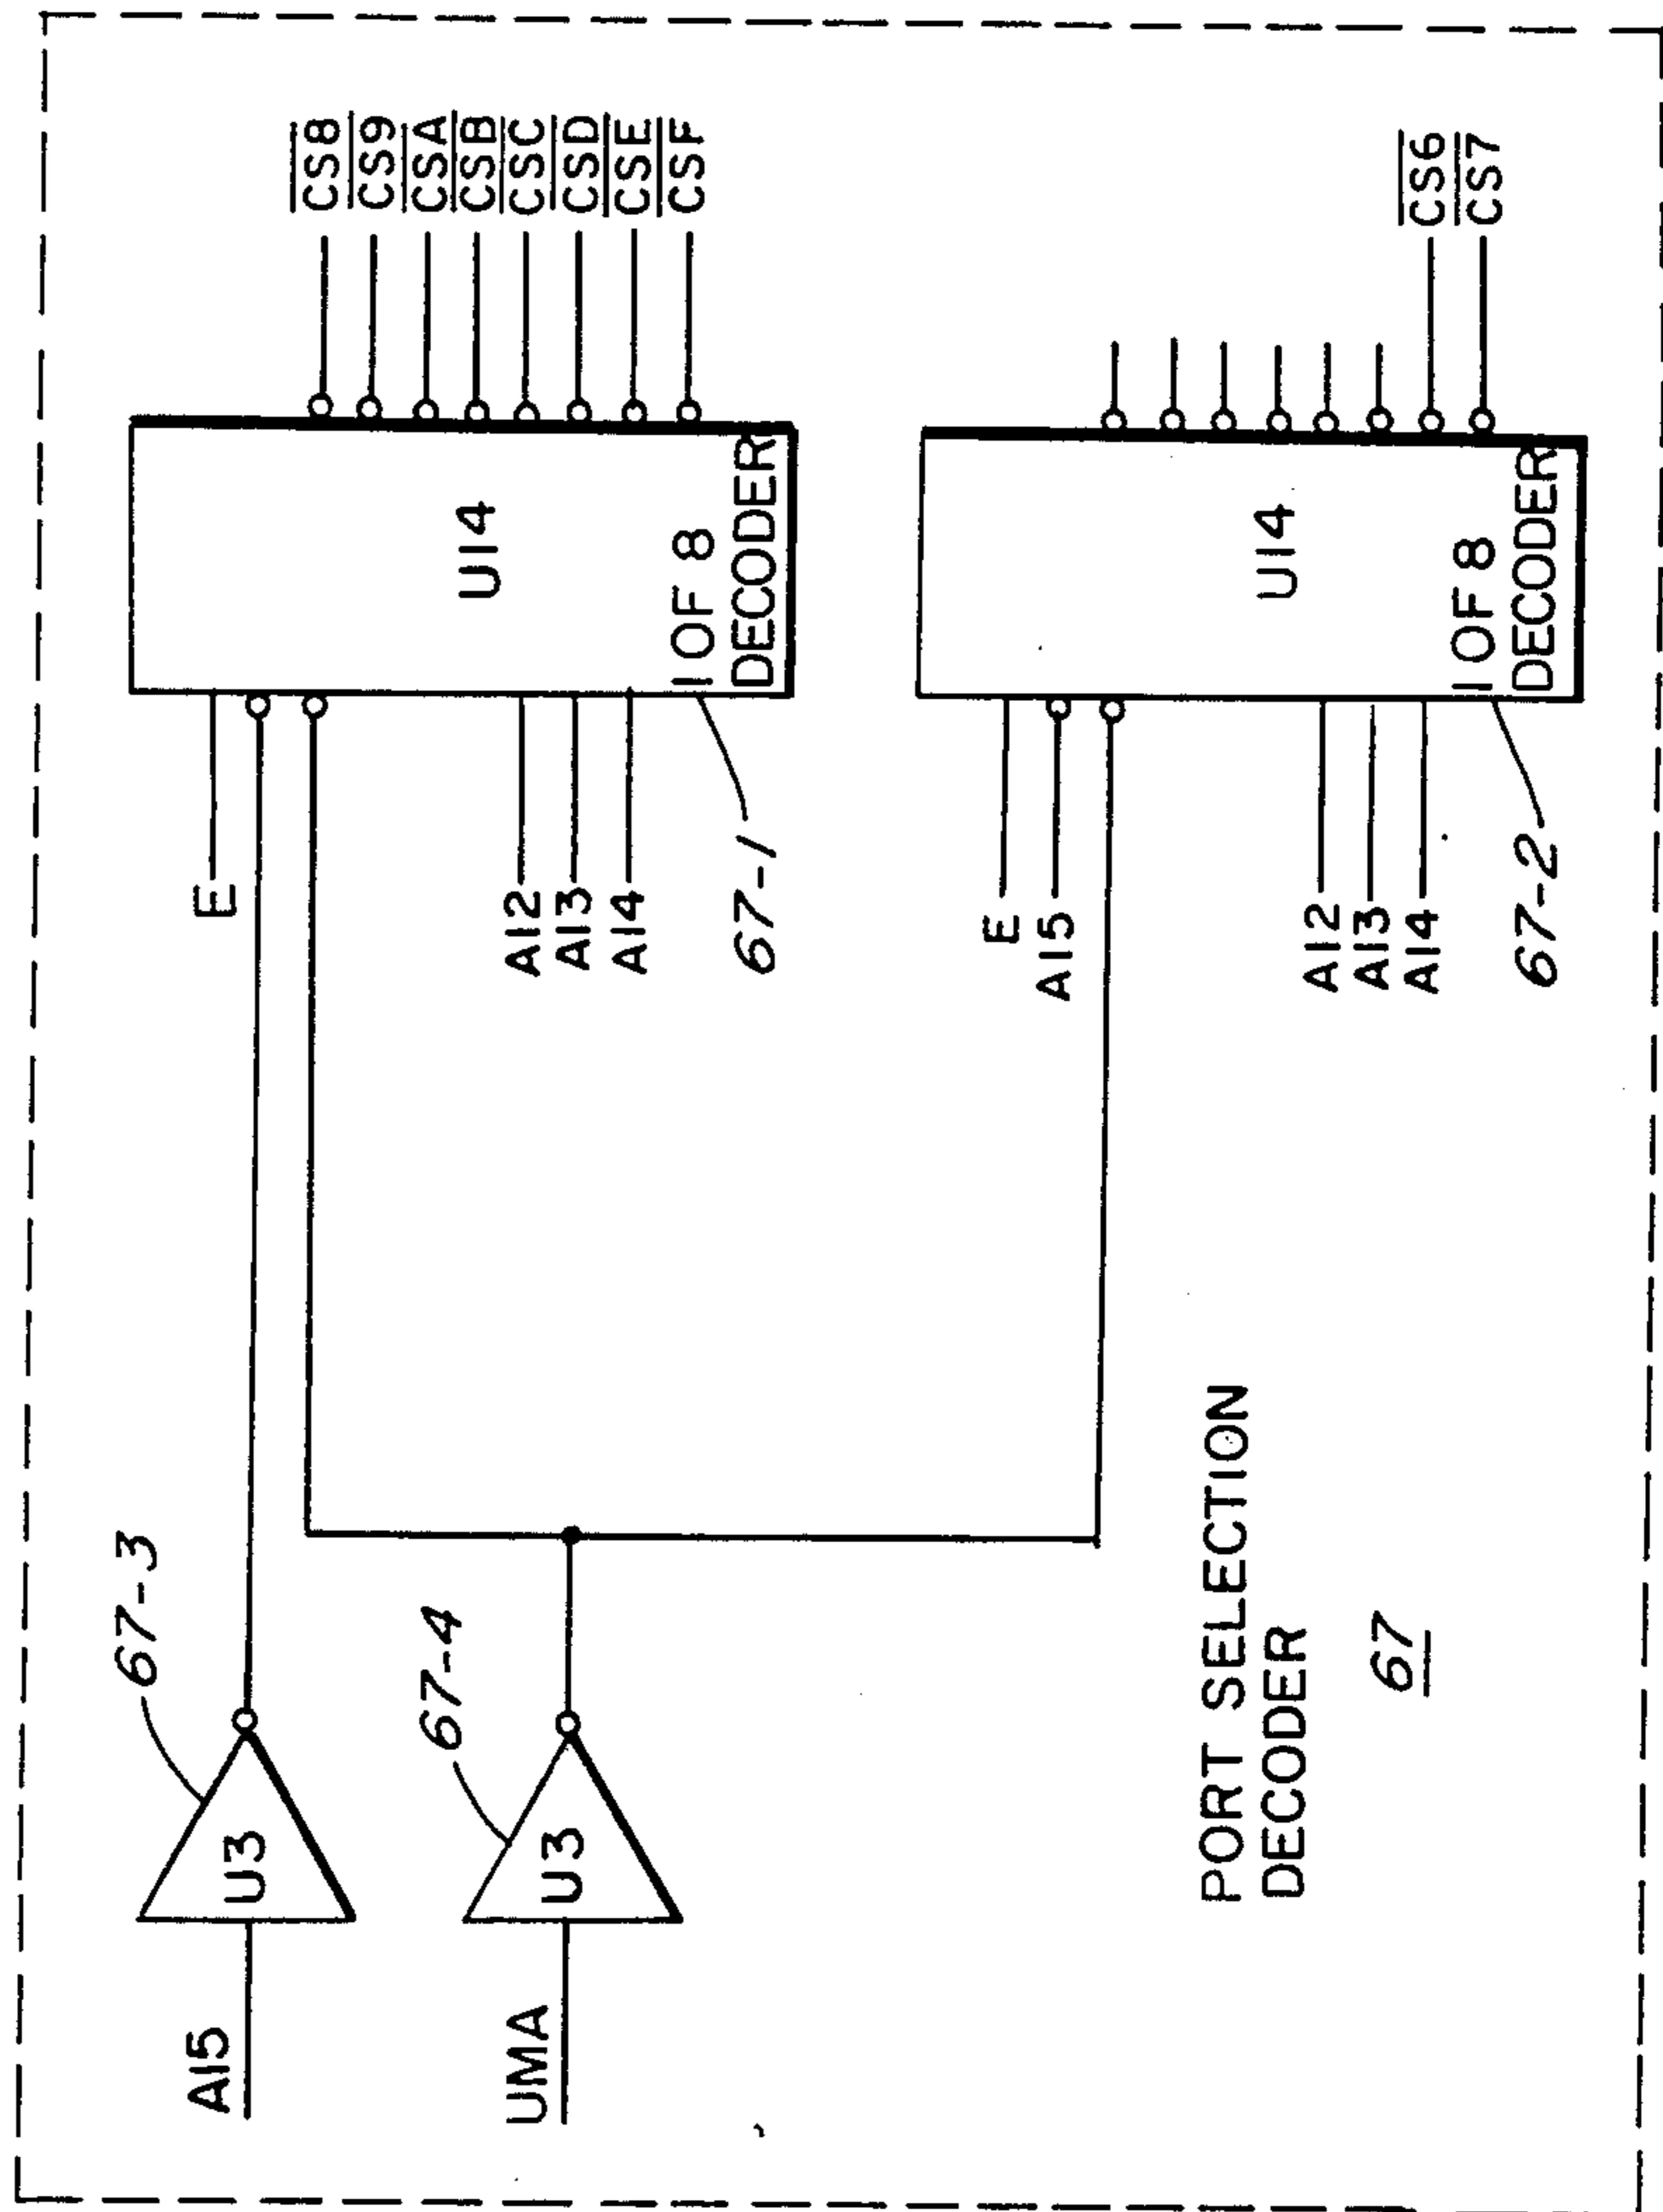 A15
U3
67-3
UMA
U3
67-4
E
A12
A13
A14
67-1
U14
1 OF 8
DECODER
CS8
CS9
CSA
CSB
CSC
CSD
CSE
CSF
E
A15
A12
A13
A14
67-2
U14
1 OF 8
DECODER
CS6
CS7
PORT SELECTION
DECODER
67